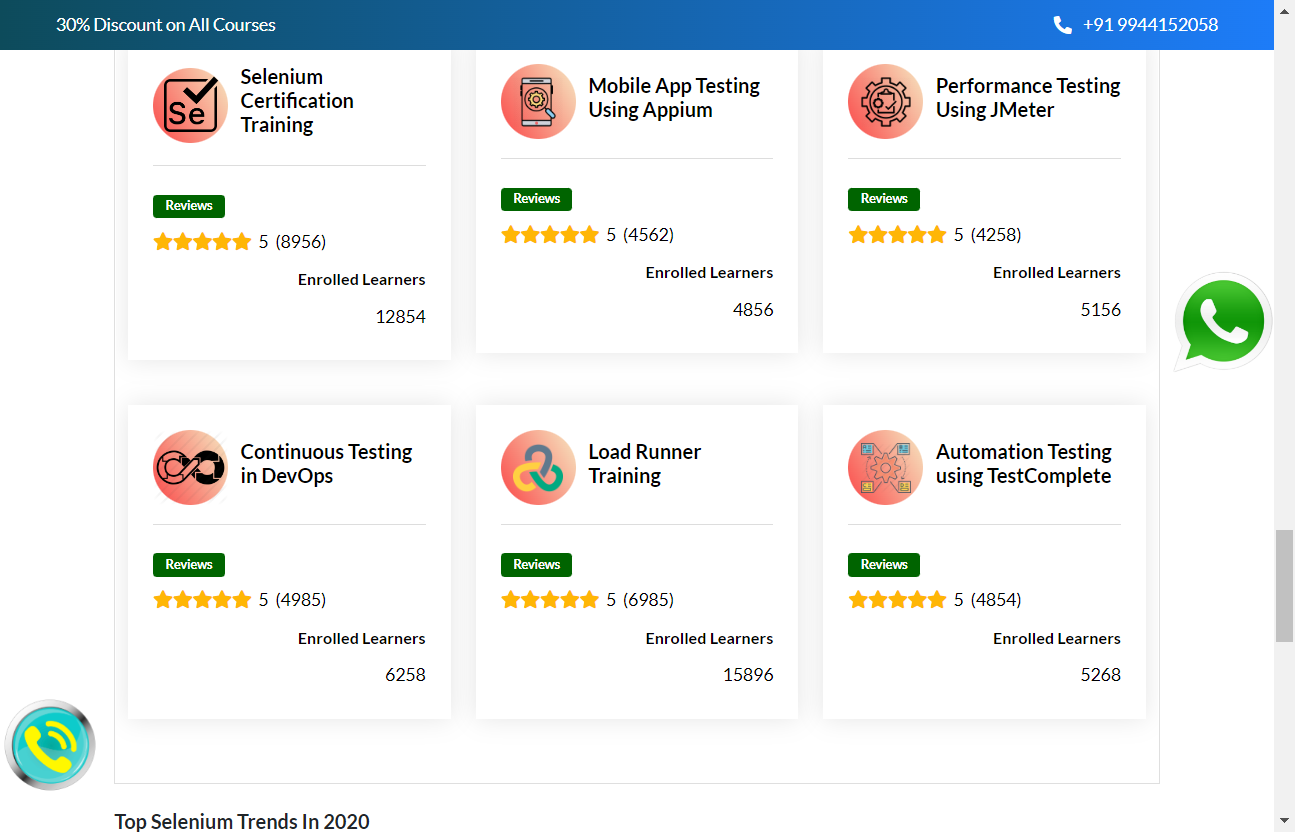 30% Discount on All Courses
+91 9944152058
Se
Selenium
Certification
Training
Reviews
5 (8956)
Enrolled Learners
12854
Mobile App Testing
Using Appium
Reviews
5 (4562)
Enrolled Learners
4856
Performance Testing
Using JMeter
Reviews
5 (4258)
Enrolled Learners
5156
Continuous Testing
in DevOps
Reviews
5 (4985)
Enrolled Learners
6258
Load Runner
Training
Reviews
5 (6985)
Enrolled Learners
15896
Automation Testing
using TestComplete
Reviews
5 (4854)
Enrolled Learners
5268
Top Selenium Trends In 2020